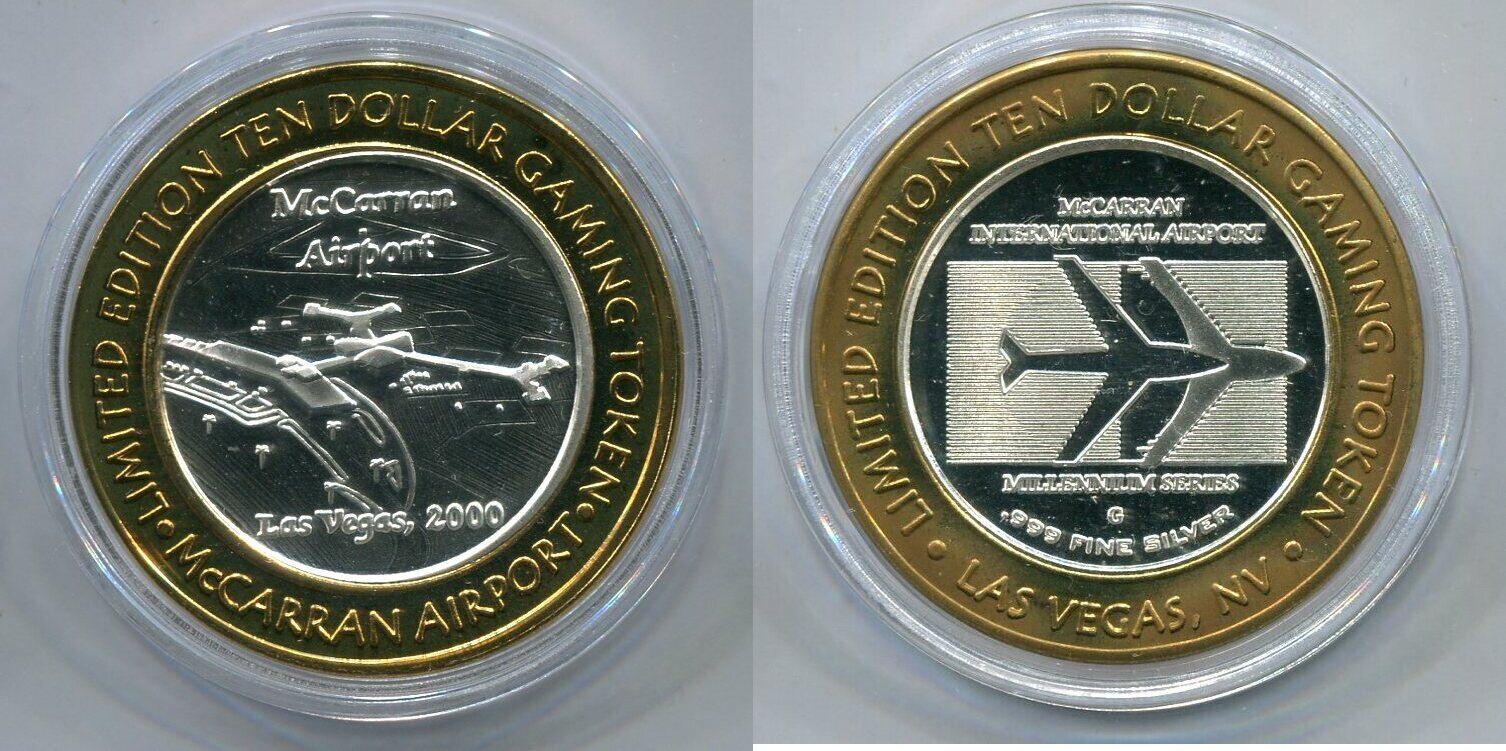 LIMITED EDITION TEN DOLLAR GAMING TOKEN
• McCARRAN AIRPORT •
McCarran
Airport
Las Vegas, 2000
LIMITED EDITION TEN DOLLAR GAMING TOKEN
• LAS VEGAS, NV •
McCARRAN
INTERNATIONAL AIRPORT
MILLENNIUM SERIES
G
.999 FINE SILVER